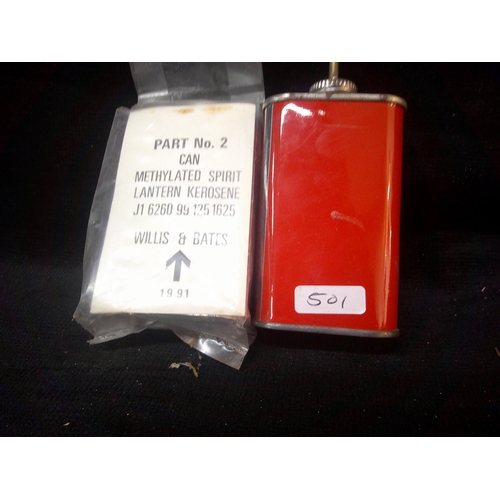 PART No. 2
CAN
METHYLATED SPIRIT
LANTERN KEROSENE
J1 6260 99 125 1625
WILLIS & BATES
1991
501